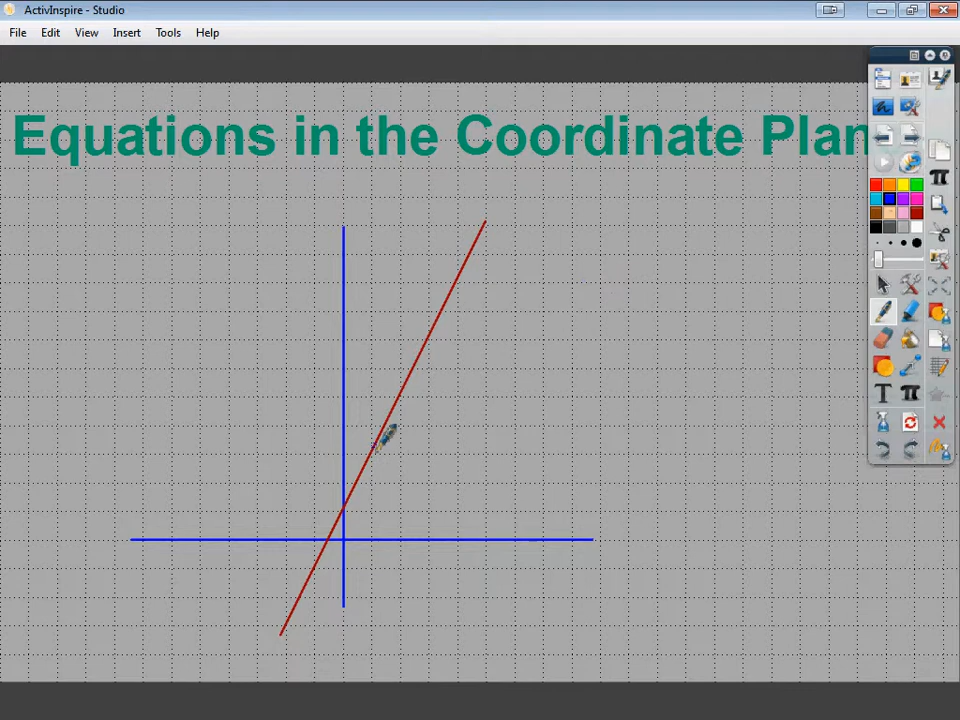 ActivInspire - Studio
File Edit View Insert Tools Help
Equations in the Coordinate Plan